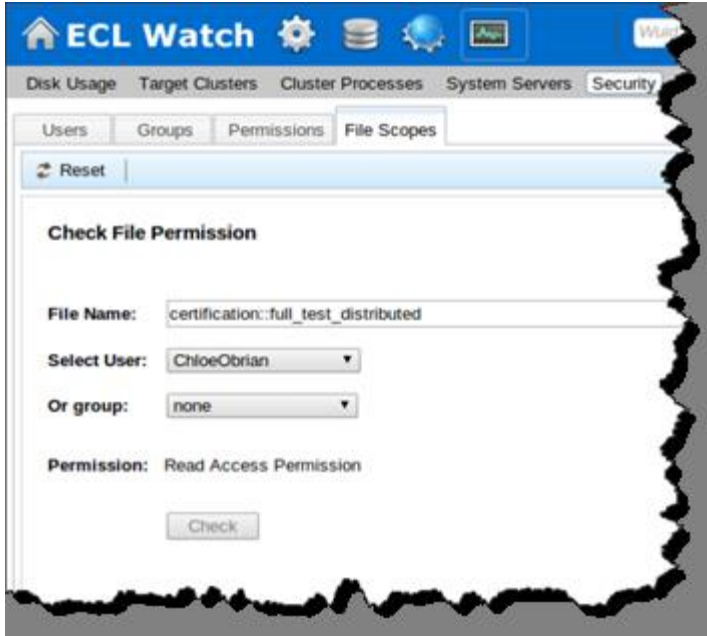 ECL Watch Wuid
Disk Usage Target Clusters Cluster Processes System Servers Security
Users Groups Permissions File Scopes
Reset
Check File Permission
File Name: certification::full_test_distributed
Select User: ChloeObrian
Or group: none
Permission: Read Access Permission
Check